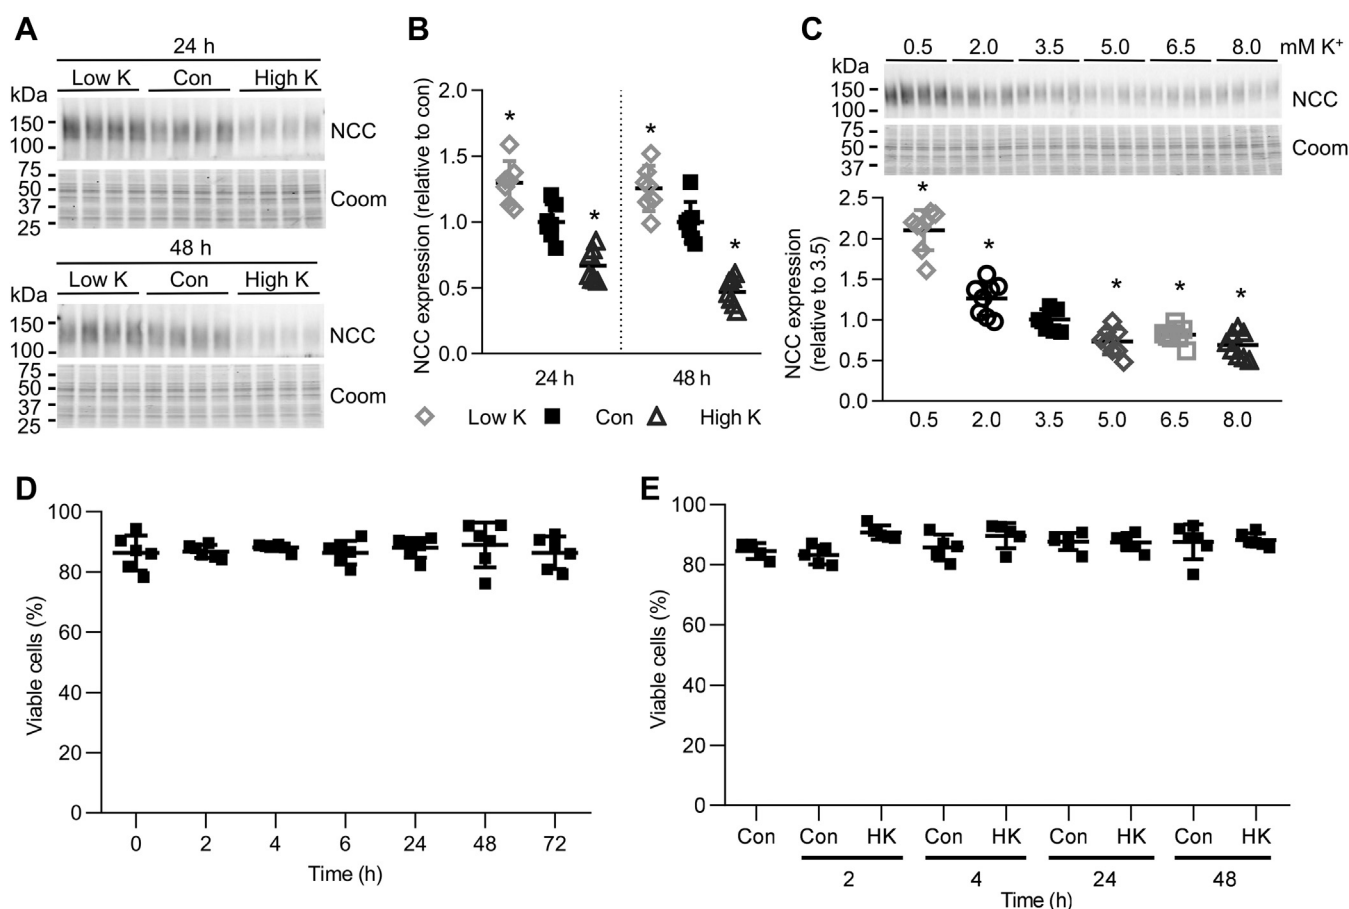 A
24 h
Low K Con High K
kDa
150
100
NCC
75
50
37
25
Coom
48 h
Low K Con High K
kDa
150
100
NCC
75
50
37
25
Coom
B
NCC expression (relative to con)
2.0
1.5
1.0
0.5
0.0
* * * *
24 h 48 h
Low K Con High K
C
0.5 2.0 3.5 5.0 6.5 8.0 mM K⁺
kDa
150
100
NCC
75
50
37
Coom
NCC expression
(relative to 3.5)
2.5
2.0
1.5
1.0
0.5
0.0
* * * * *
0.5 2.0 3.5 5.0 6.5 8.0
D
Viable cells (%)
100
80
60
40
20
0
0 2 4 6 24 48 72
Time (h)
E
Viable cells (%)
100
80
60
40
20
0
Con Con HK Con HK Con HK Con HK
2 4 24 48
Time (h)